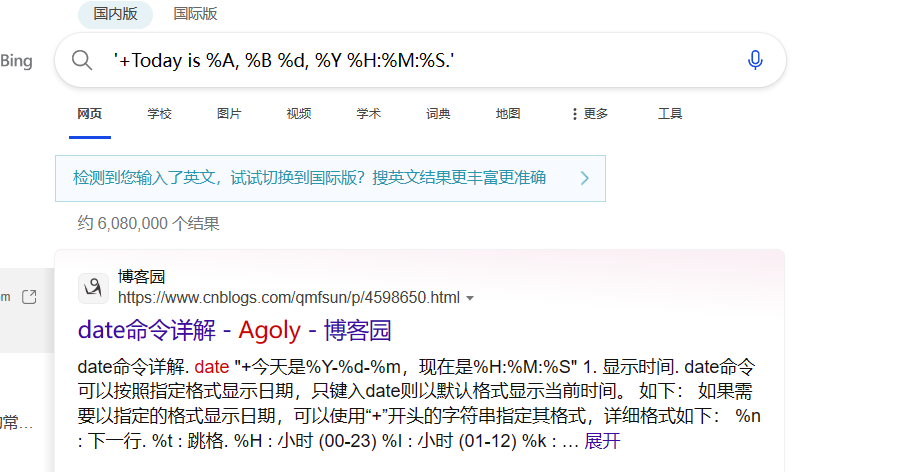 国内版 国际版
Bing
'+Today is %A, %B %d, %Y %H:%M:%S.'
网页 学校 图片 视频 学术 词典 地图 更多 工具
检测到您输入了英文，试试切换到国际版？搜英文结果更丰富更准确
约 6,080,000 个结果
博客园
om
https://www.cnblogs.com/qmfsun/p/4598650.html
date命令详解 - Agoly - 博客园
date命令详解. date "+今天是%Y-%d-%m，现在是%H:%M:%S" 1. 显示时间. date命令
可以按照指定格式显示日期，只键入date则以默认格式显示当前时间。 如下： 如果需
要以指定的格式显示日期，可以使用“+”开头的字符串指定其格式，详细格式如下： %n
的常...
: 下一行. %t : 跳格. %H : 小时 (00-23) %I : 小时 (01-12) %k : … 展开